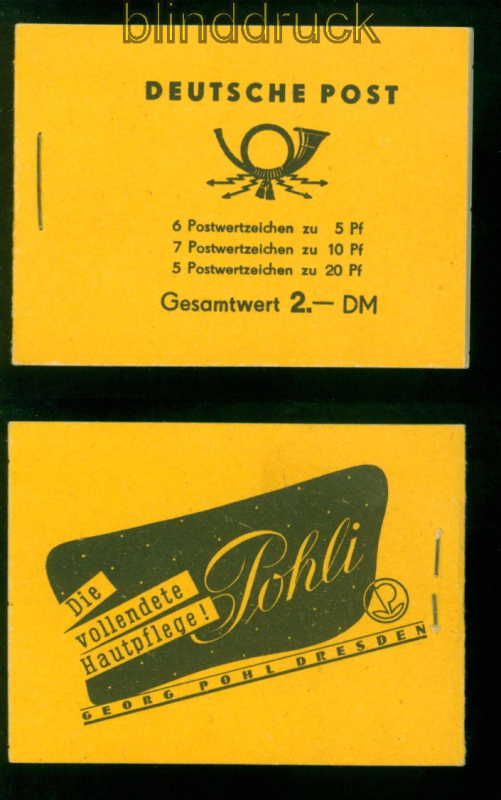 blinddruck
DEUTSCHE POST
6 Postwertzeichen zu 5 Pf
7 Postwertzeichen zu 10 Pf
5 Postwertzeichen zu 20 Pf
Gesamtwert 2.— DM
Die
vollendete
Hautpflege!
Pohli
GEORG POHL DRESDEN